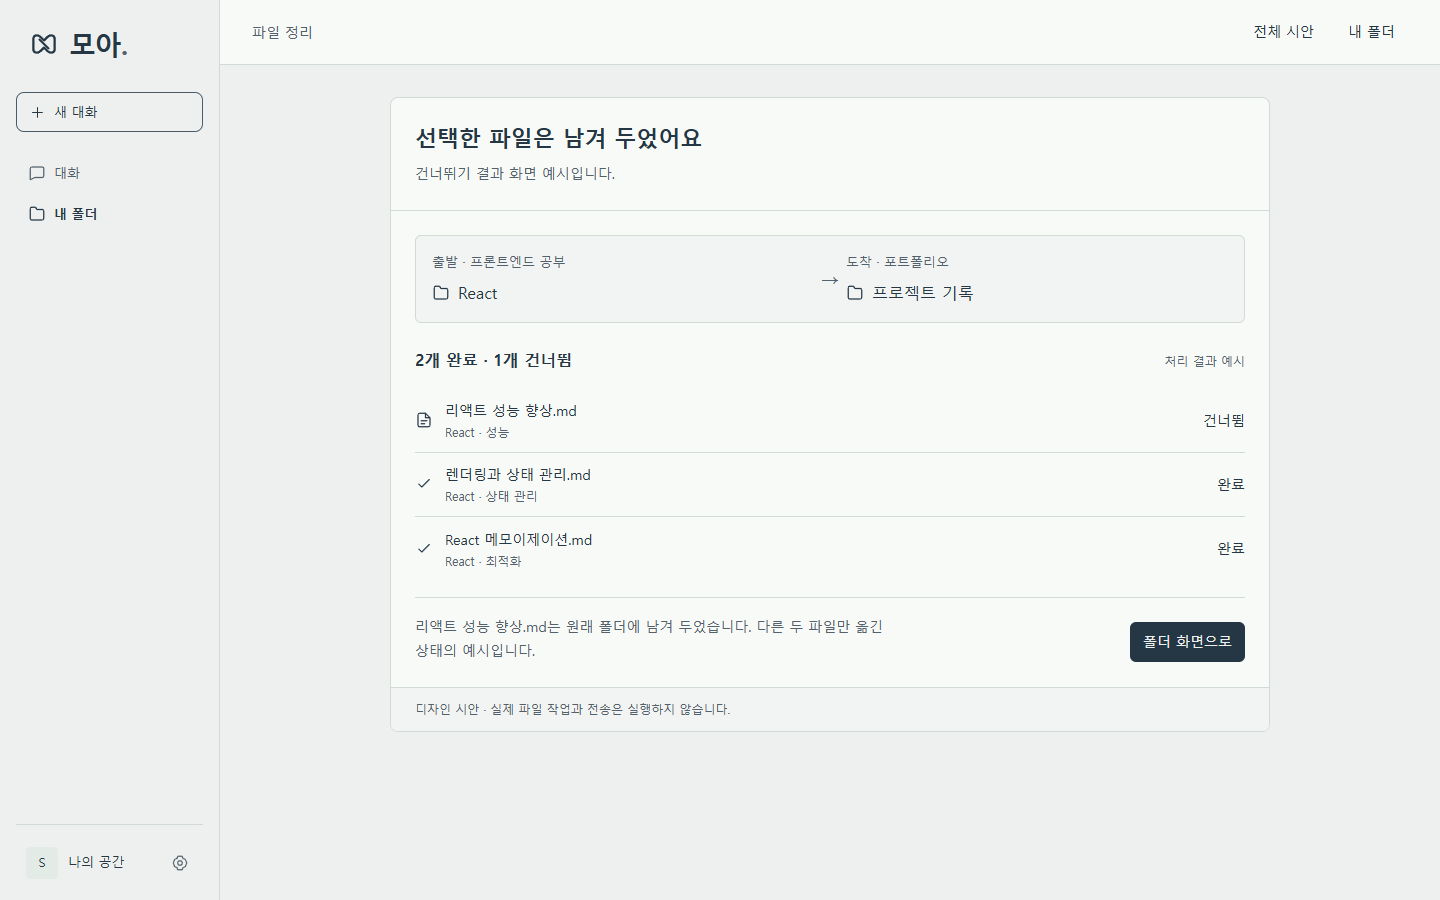 모아.
새 대화
대화
내 폴더
S
나의 공간
파일 정리
전체 시안
내 폴더
선택한 파일은 남겨 두었어요
건너뛰기 결과 화면 예시입니다.
출발 · 프론트엔드 공부
React
→
도착 · 포트폴리오
프로젝트 기록
2개 완료 · 1개 건너뜀
처리 결과 예시
리액트 성능 향상.md
React · 성능
건너뜀
렌더링과 상태 관리.md
React · 상태 관리
완료
React 메모이제이션.md
React · 최적화
완료
리액트 성능 향상.md는 원래 폴더에 남겨 두었습니다. 다른 두 파일만 옮긴
상태의 예시입니다.
폴더 화면으로
디자인 시안 · 실제 파일 작업과 전송은 실행하지 않습니다.